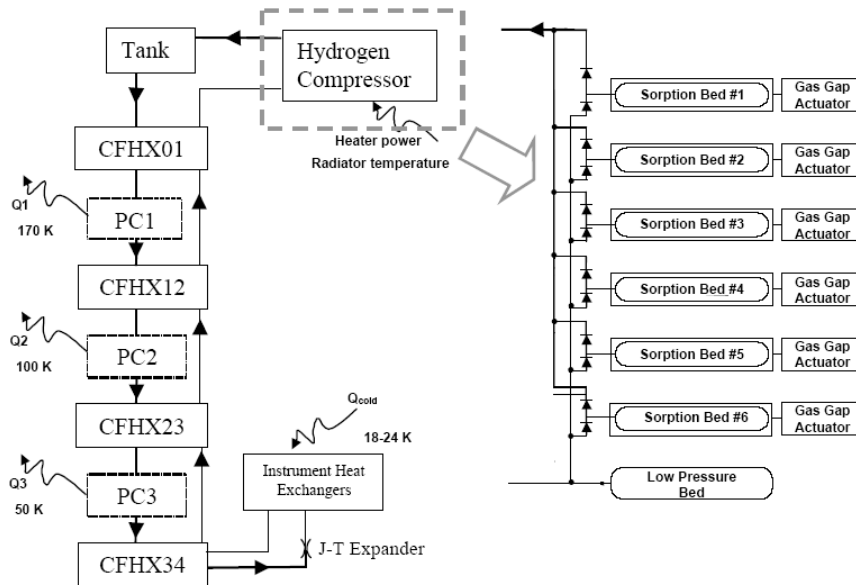 Tank
Hydrogen
Compressor
Heater power
Radiator temperature
CFHX01
Q1
170 K
PC1
CFHX12
Q2
100 K
PC2
CFHX23
Q3
50 K
PC3
CFHX34
Qcold
18-24 K
Instrument Heat
Exchangers
J-T Expander
Sorption Bed #1
Gas Gap
Actuator
Sorption Bed #2
Gas Gap
Actuator
Sorption Bed #3
Gas Gap
Actuator
Sorption Bed #4
Gas Gap
Actuator
Sorption Bed #5
Gas Gap
Actuator
Sorption Bed #6
Gas Gap
Actuator
Low Pressure
Bed